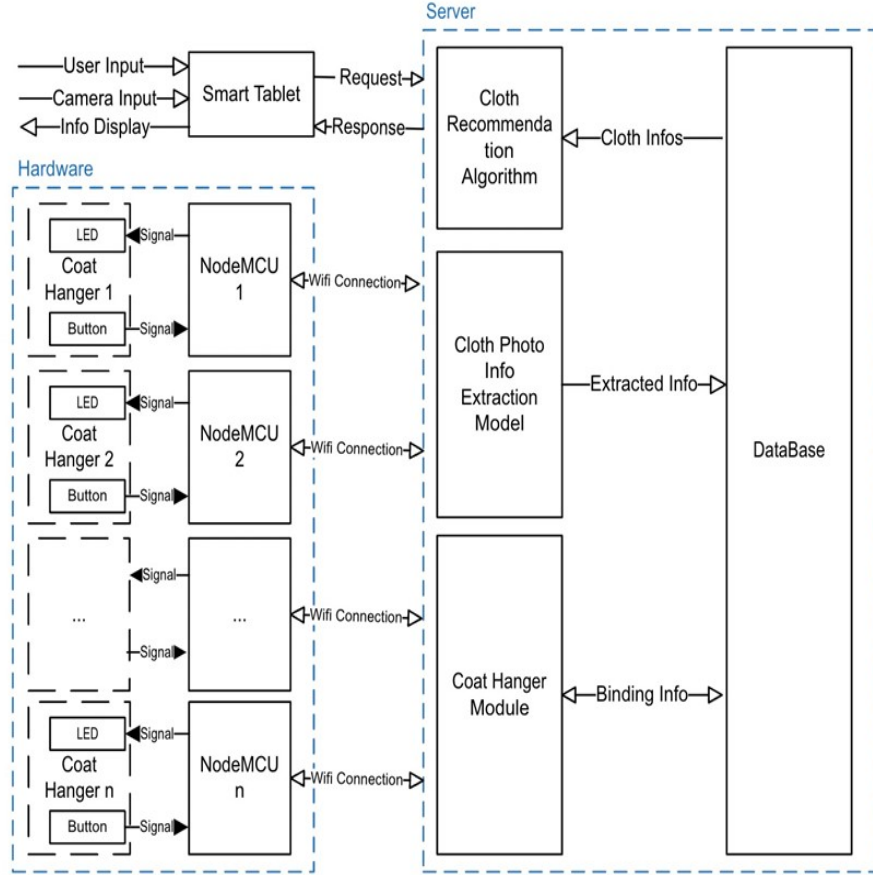 Server
User Input
Camera Input
Info Display
Smart Tablet
Request
Response
Cloth
Recommenda
tion
Algorithm
Cloth Infos
Hardware
LED
Signal
Coat
Hanger 1
Button
Signal
NodeMCU
1
Wifi Connection
LED
Signal
Coat
Hanger 2
Button
Signal
NodeMCU
2
Wifi Connection
Cloth Photo
Info
Extraction
Model
Extracted Info
DataBase
Signal
...
Signal
...
Wifi Connection
LED
Signal
Coat
Hanger n
Button
Signal
NodeMCU
n
Wifi Connection
Coat Hanger
Module
Binding Info